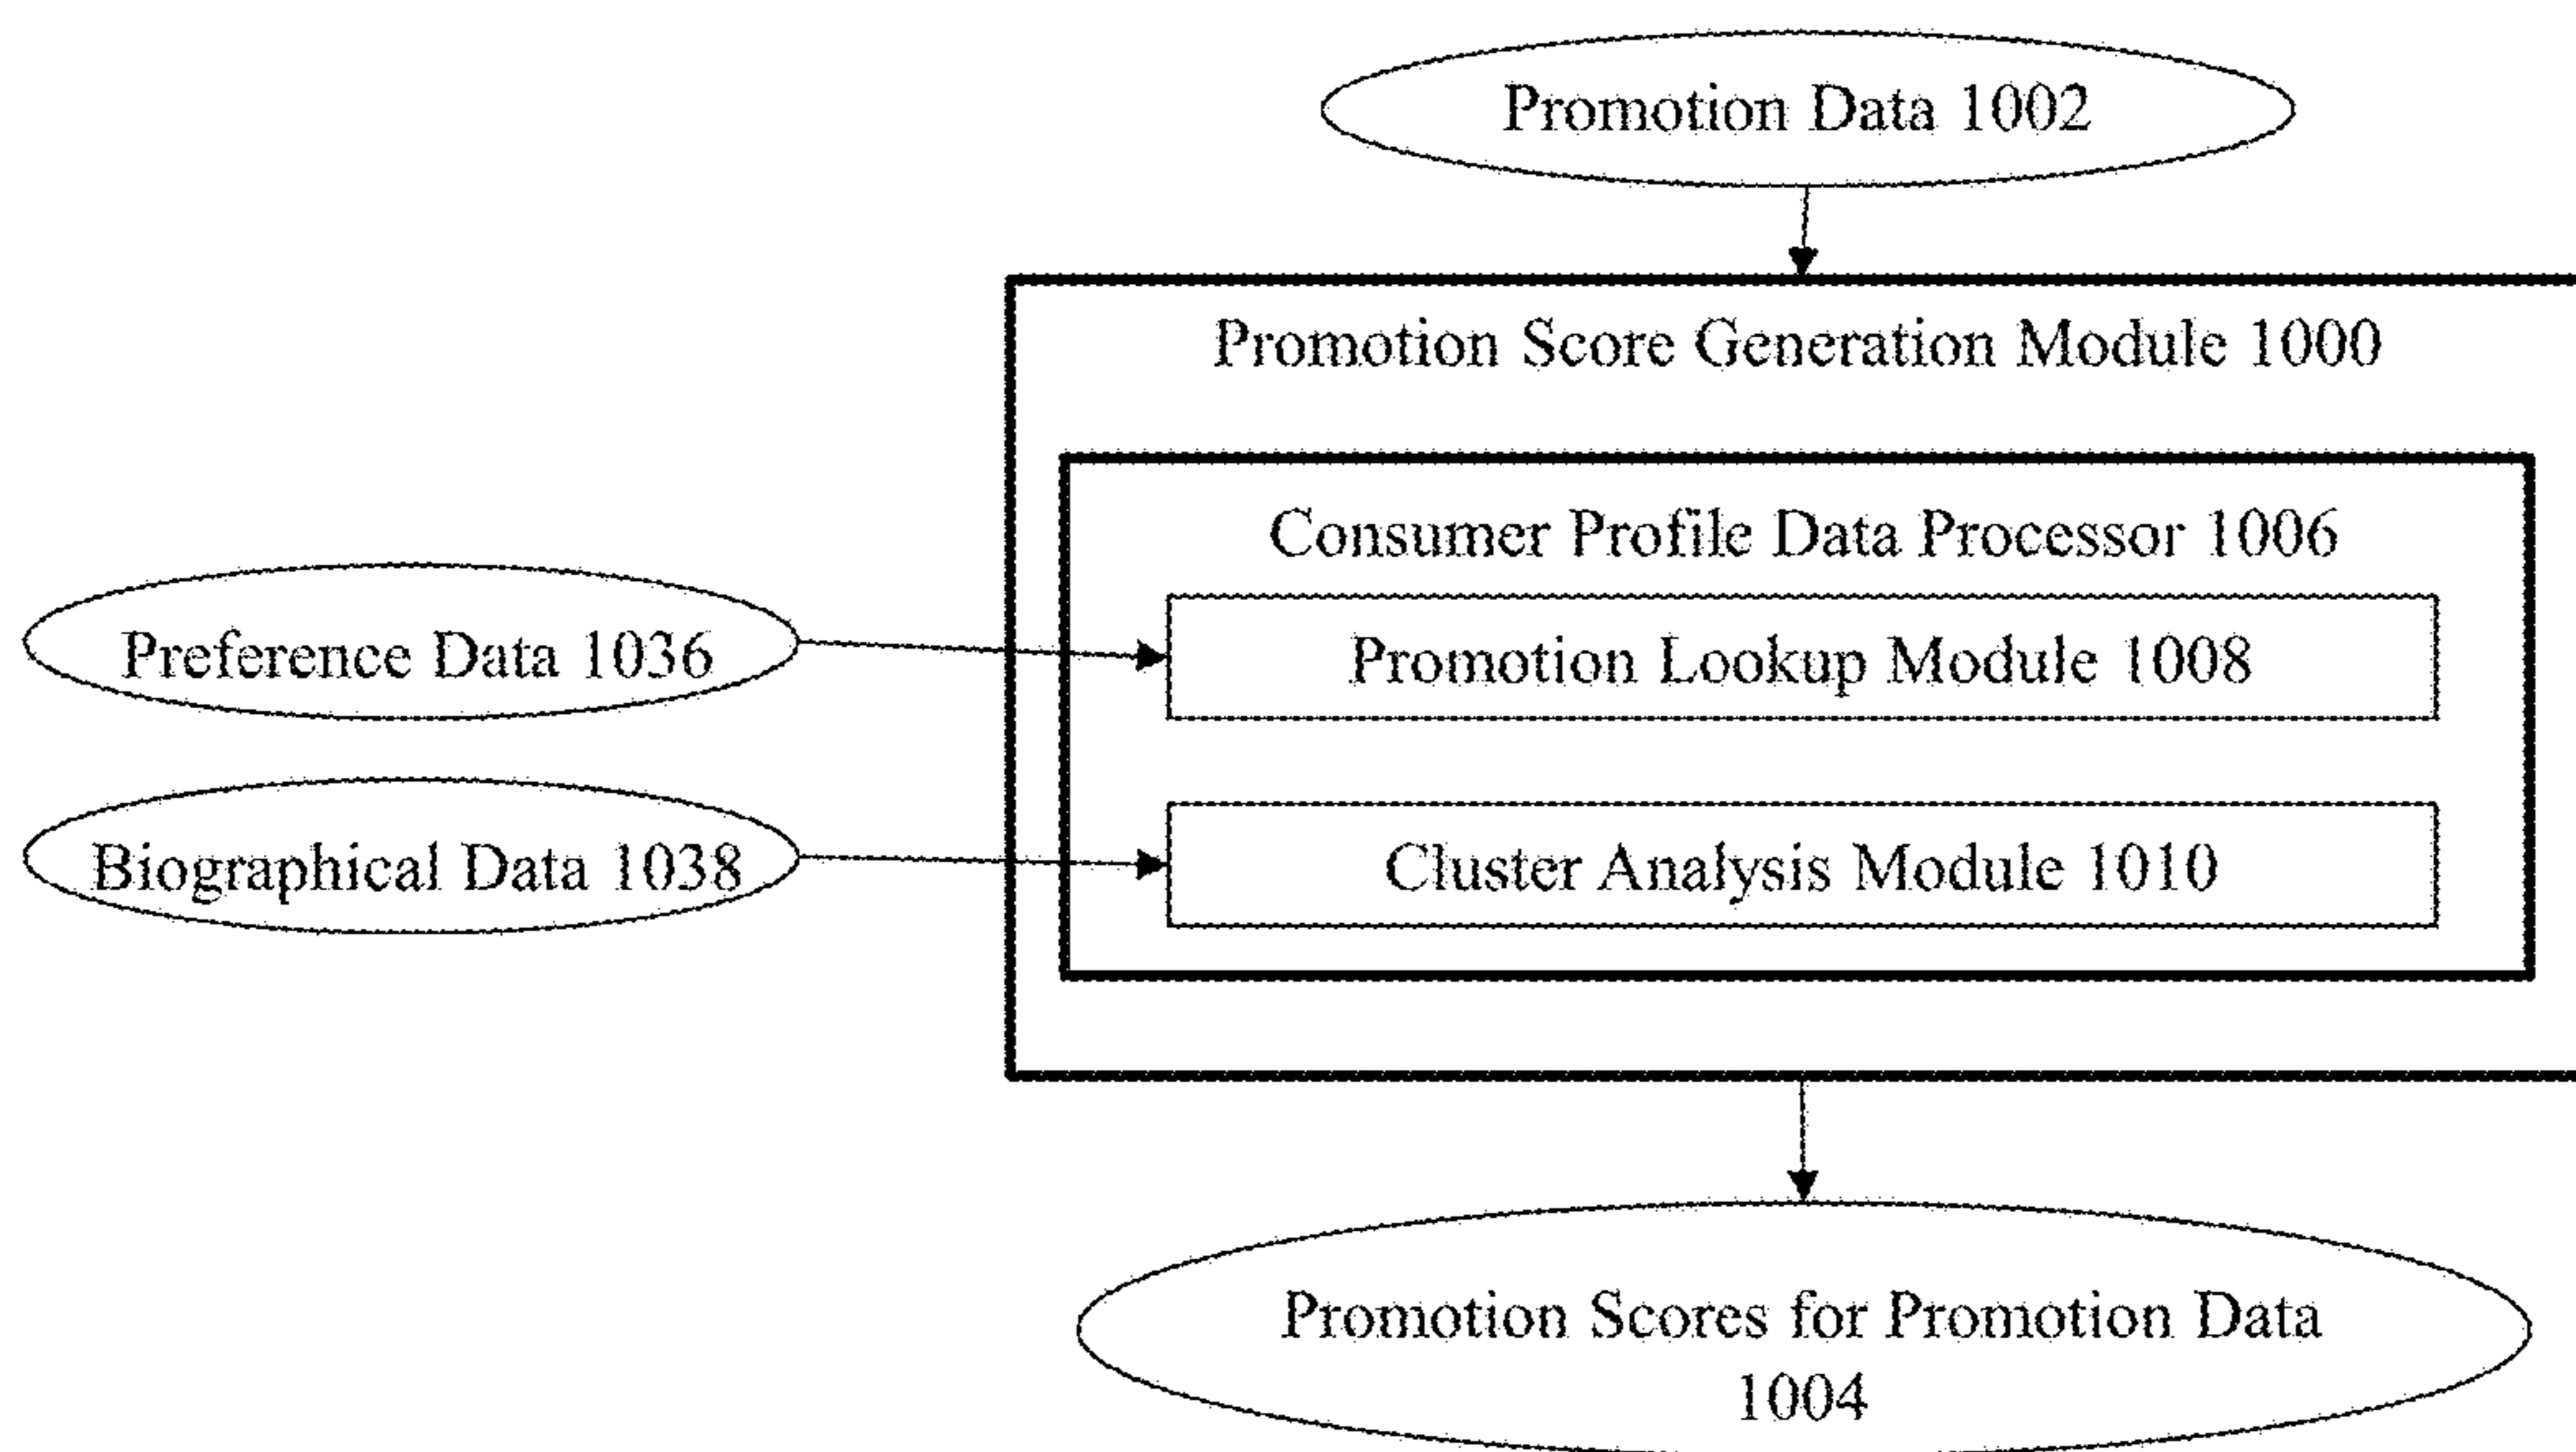 Promotion Data 1002
Promotion Score Generation Module 1000
Consumer Profile Data Processor 1006
Preference Data 1036
Promotion Lookup Module 1008
Biographical Data 1038
Cluster Analysis Module 1010
Promotion Scores for Promotion Data
1004